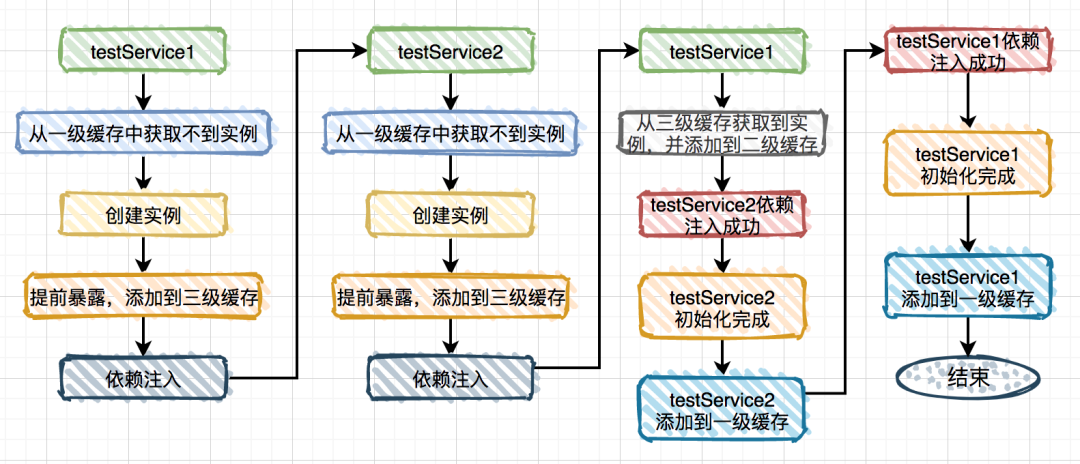 testService1
从一级缓存中获取不到实例
创建实例
提前暴露，添加到三级缓存
依赖注入
testService2
从一级缓存中获取不到实例
创建实例
提前暴露，添加到三级缓存
依赖注入
testService1
从三级缓存获取到实
例，并添加到二级缓存
testService2依赖
注入成功
testService2
初始化完成
testService2
添加到一级缓存
testService1依赖
注入成功
testService1
初始化完成
testService1
添加到一级缓存
结束